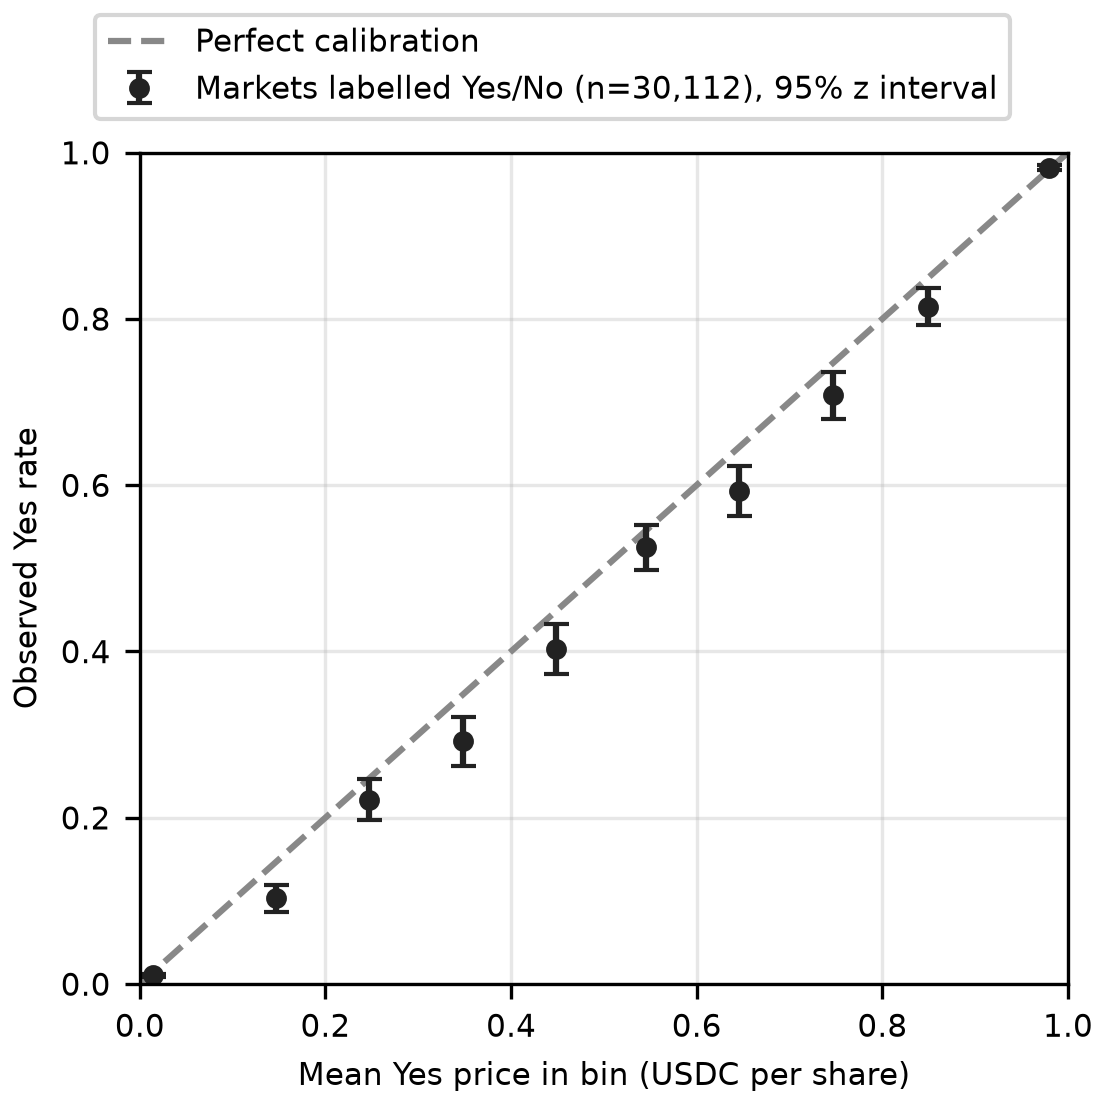 Perfect calibration
Markets labelled Yes/No (n=30,112), 95% z interval
1.0
0.8
0.6
0.4
0.2
0.0
Observed Yes rate
0.0 0.2 0.4 0.6 0.8 1.0
Mean Yes price in bin (USDC per share)